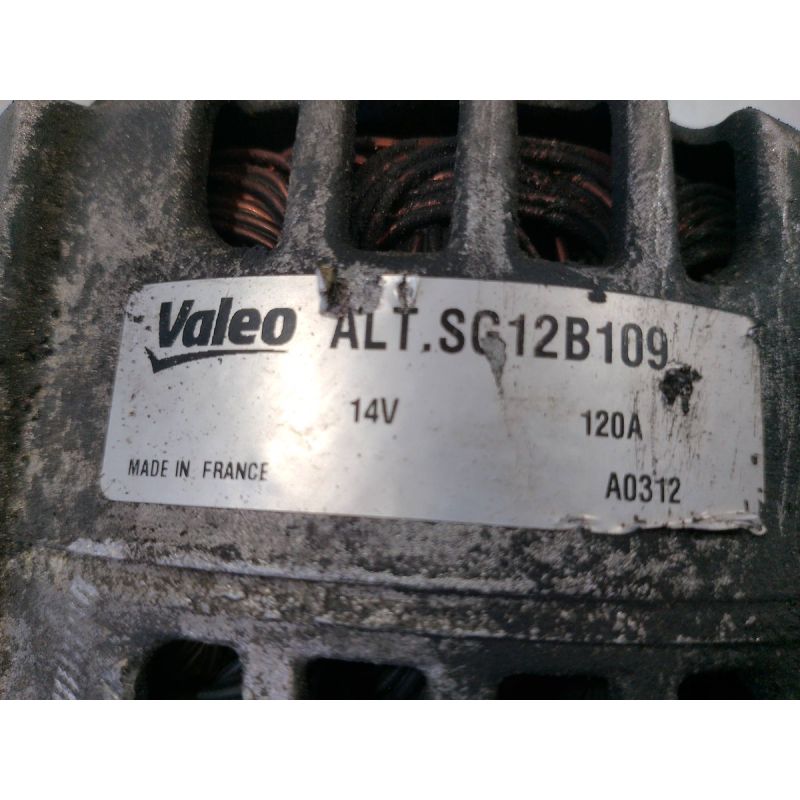 Valeo ALT.SG12B109
14V 120A
MADE IN FRANCE A0312